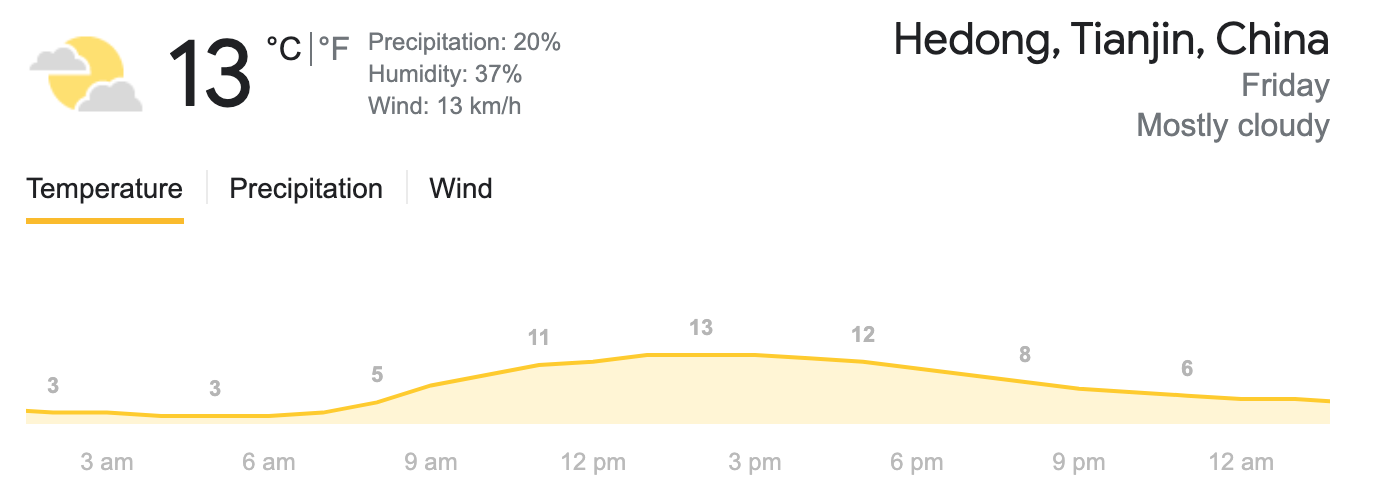 13 °C|°F
Precipitation: 20%
Humidity: 37%
Wind: 13 km/h
Hedong, Tianjin, China
Friday
Mostly cloudy
Temperature
Precipitation
Wind
3 3 5 11 13 12 8 6
3 am 6 am 9 am 12 pm 3 pm 6 pm 9 pm 12 am